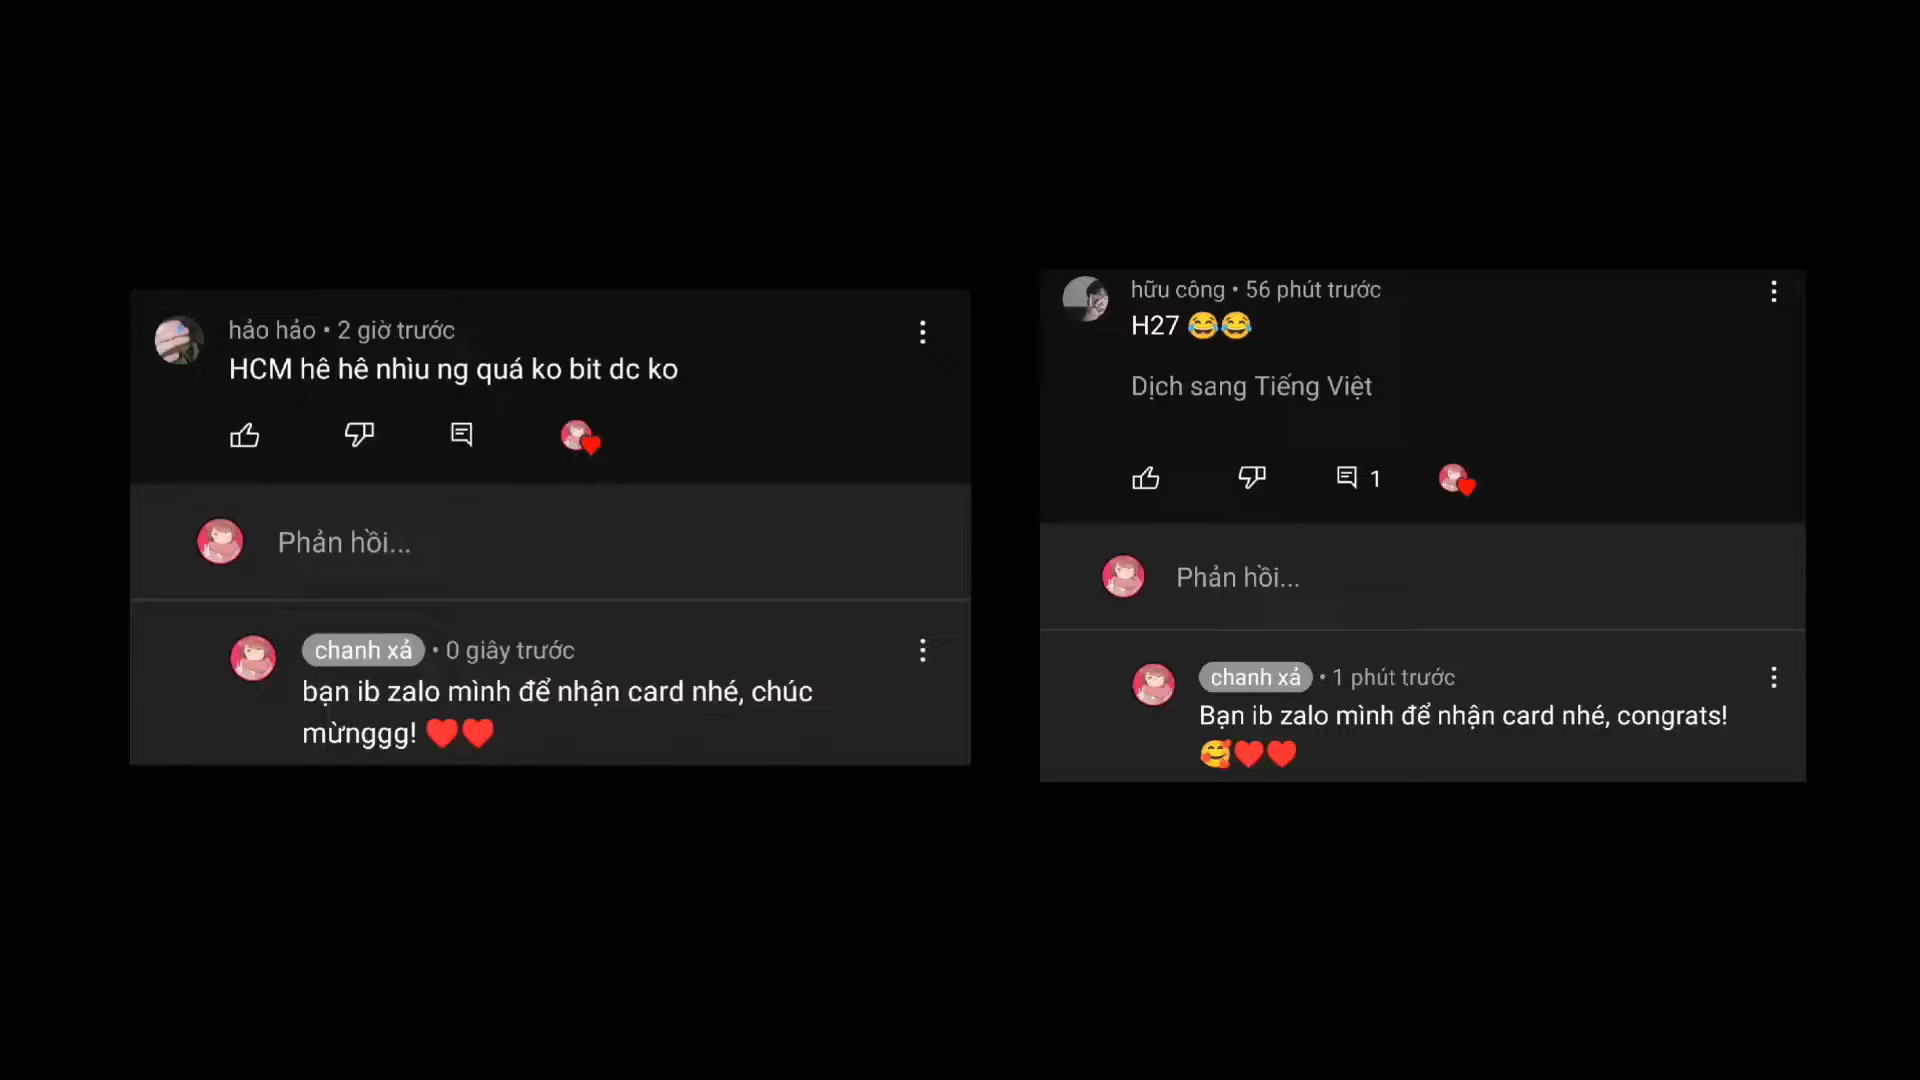 hảo hảo • 2 giờ trước
HCM hê hê nhìu ng quá ko bit dc ko
Phản hồi...
chanh xả • 0 giây trước
bạn ib zalo mình để nhận card nhé, chúc
mừnggg! ❤️❤️
hữu công • 56 phút trước
H27 😂😂
Dịch sang Tiếng Việt
1
Phản hồi...
chanh xả • 1 phút trước
Bạn ib zalo mình để nhận card nhé, congrats!
🥰❤️❤️